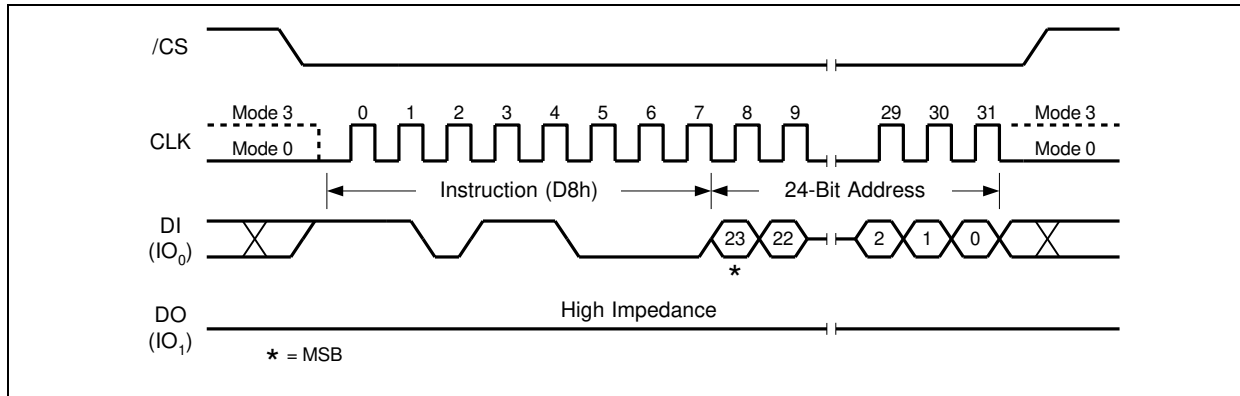 /CS
Mode 3
0 1 2 3 4 5 6 7 8 9 29 30 31
Mode 3
CLK
Mode 0
Mode 0
Instruction (D8h)
24-Bit Address
DI
(IO₀)
23 22 2 1 0
*
High Impedance
DO
(IO₁)
* = MSB